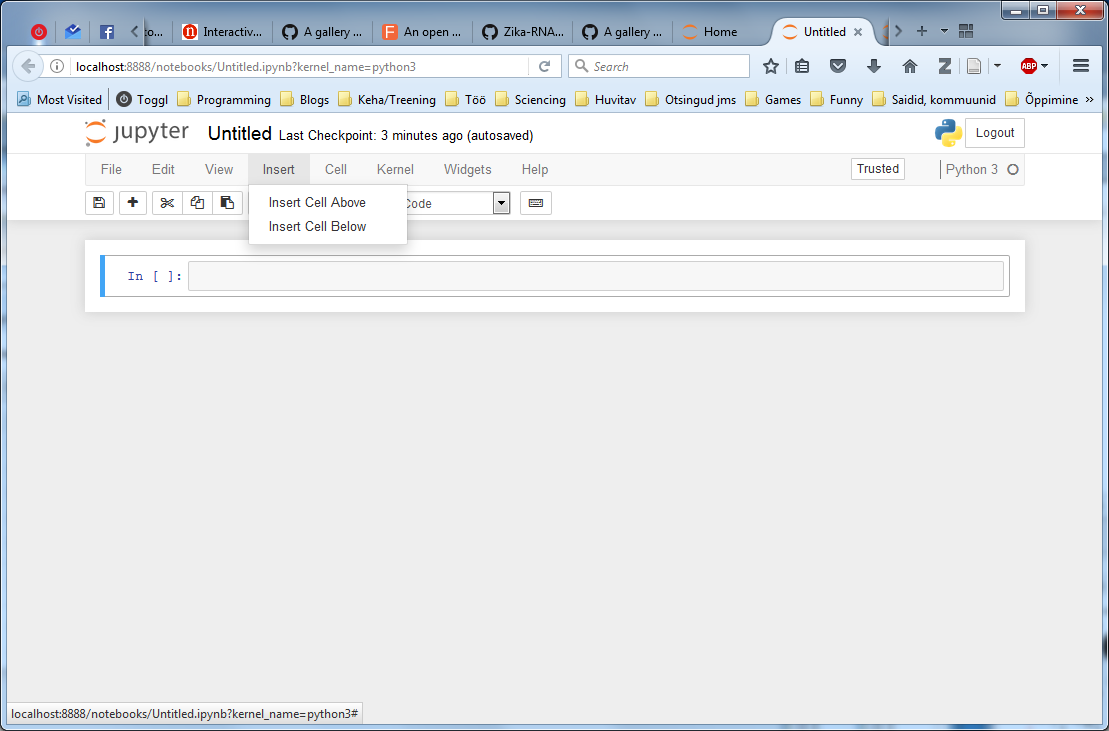 to... Interactiv... A gallery ... An open ... Zika-RNA... A gallery ... Home Untitled
localhost:8888/notebooks/Untitled.ipynb?kernel_name=python3 Search Z ABP
Most Visited Toggl Programming Blogs Keha/Treening Töö Sciencing Huvitav Otsingud jms Games Funny Saidid, kommuunid Õppimine »
jupyter Untitled Last Checkpoint: 3 minutes ago (autosaved) Logout
File Edit View Insert Cell Kernel Widgets Help Trusted Python 3
Code
Insert Cell Above
Insert Cell Below
In [ ]:
localhost:8888/notebooks/Untitled.ipynb?kernel_name=python3#